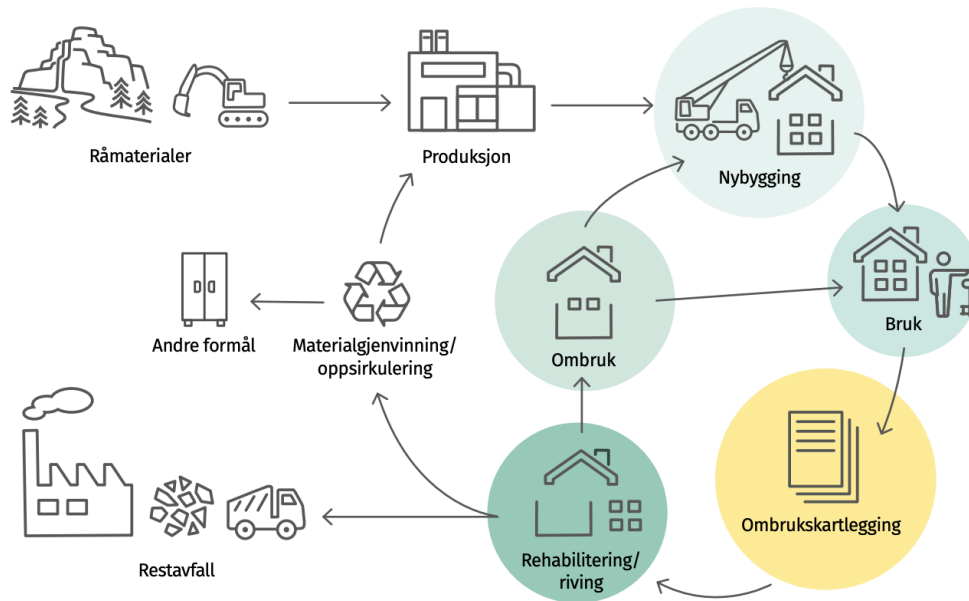 Råmaterialer
Produksjon
Nybygging
Andre formål
Materialgjenvinning/
oppsirkulering
Ombruk
Bruk
Restavfall
Rehabilitering/
riving
Ombrukskartlegging